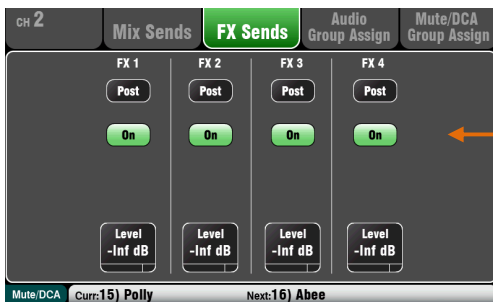 CH 2
Mix Sends FX Sends Audio Group Assign Mute/DCA Group Assign
FX 1 FX 2 FX 3 FX 4
Post Post Post Post
On On On On
Level Level Level Level
-Inf dB -Inf dB -Inf dB -Inf dB
Mute/DCA Curr:15) Polly Next:16) Abee